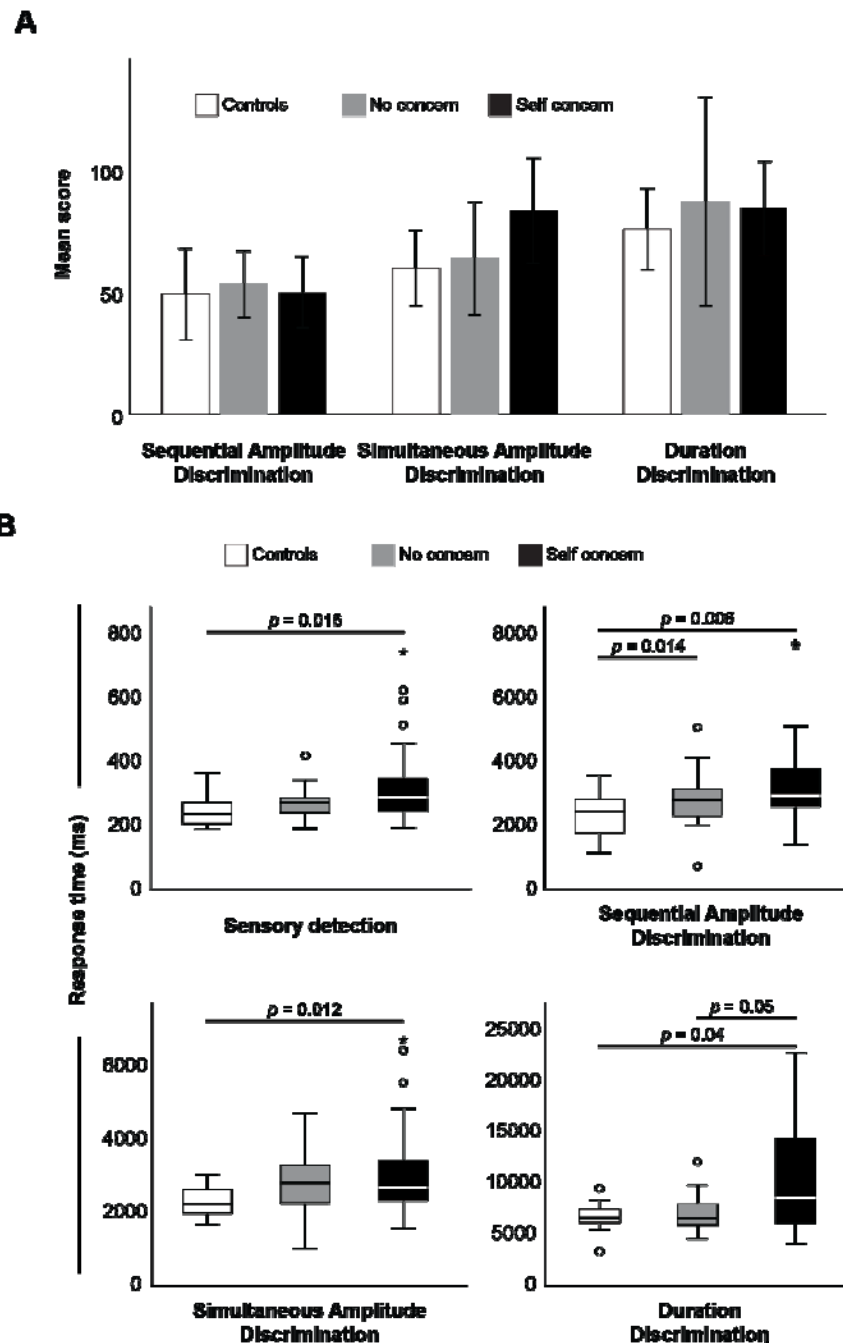 A
Controls No concern Self concern
Mean score
100
50
0
Sequential Amplitude
Discrimination
Simultaneous Amplitude
Discrimination
Duration
Discrimination
B
Controls No concern Self concern
Response time (ms)
800
600
400
200
0
p = 0.015
Sensory detection
8000
6000
4000
2000
0
p = 0.006
p = 0.014
Sequential Amplitude
Discrimination
6000
4000
2000
0
p = 0.012
Simultaneous Amplitude
Discrimination
25000
20000
15000
10000
5000
0
p = 0.05
p = 0.04
Duration
Discrimination